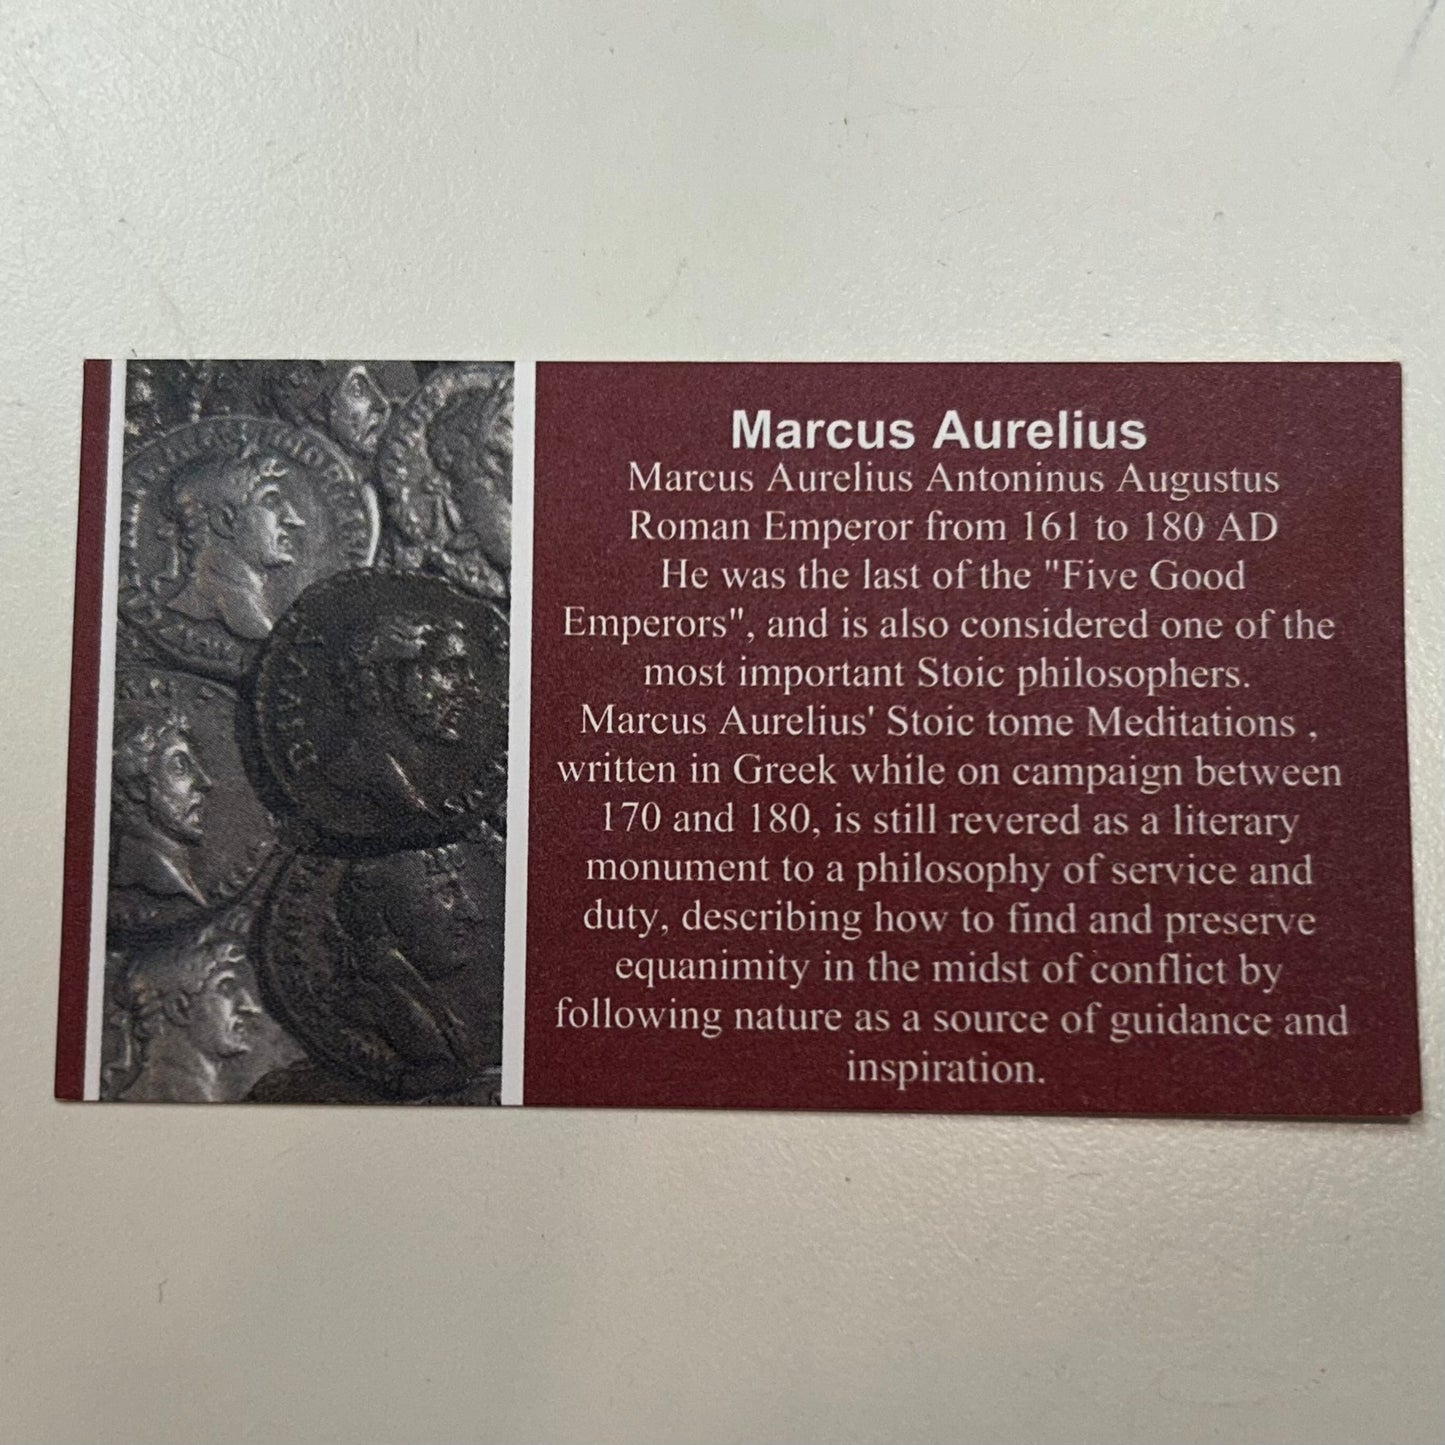 Marcus Aurelius
Marcus Aurelius Antoninus Augustus
Roman Emperor from 161 to 180 AD
He was the last of the "Five Good
Emperors", and is also considered one of the
most important Stoic philosophers.
Marcus Aurelius' Stoic tome Meditations ,
written in Greek while on campaign between
170 and 180, is still revered as a literary
monument to a philosophy of service and
duty, describing how to find and preserve
equanimity in the midst of conflict by
following nature as a source of guidance and
inspiration.